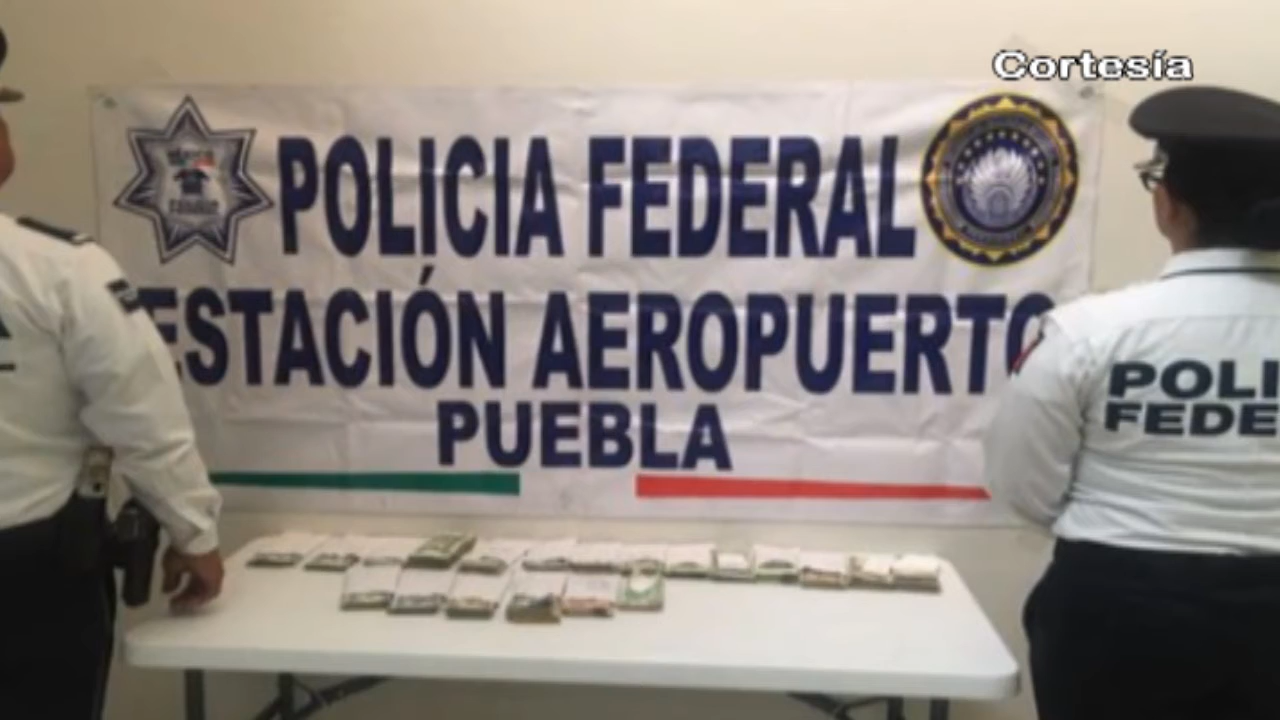 Cortesía
POLICIA FEDERAL
ESTACIÓN AEROPUERTO
PUEBLA
POLI
FEDE